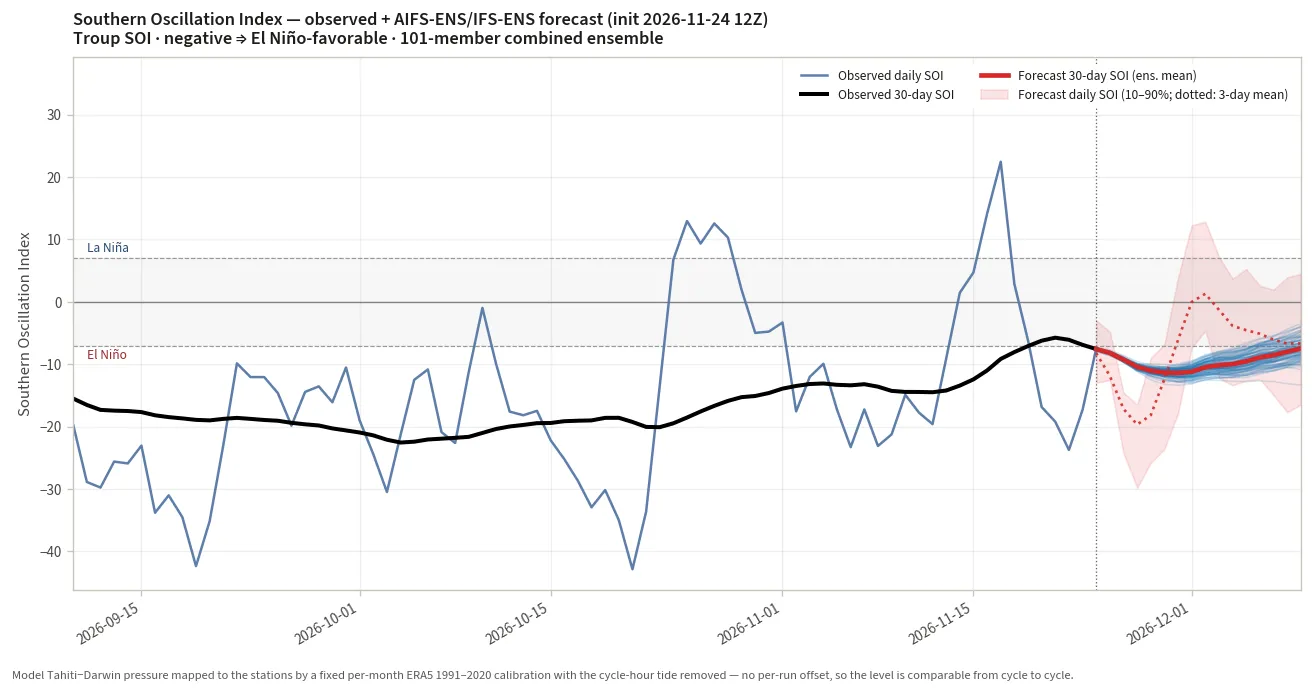 Southern Oscillation Index — observed + AIFS-ENS/IFS-ENS forecast (init 2026-11-24 12Z)
Troup SOI · negative ⇒ El Niño-favorable · 101-member combined ensemble
Observed daily SOI
Observed 30-day SOI
Forecast 30-day SOI (ens. mean)
Forecast daily SOI (10–90%; dotted: 3-day mean)
Southern Oscillation Index
30
20
10
0
−10
−20
−30
−40
La Niña
El Niño
2026-09-15
2026-10-01
2026-10-15
2026-11-01
2026-11-15
2026-12-01
Model Tahiti−Darwin pressure mapped to the stations by a fixed per-month ERA5 1991–2020 calibration with the cycle-hour tide removed — no per-run offset, so the level is comparable from cycle to cycle.